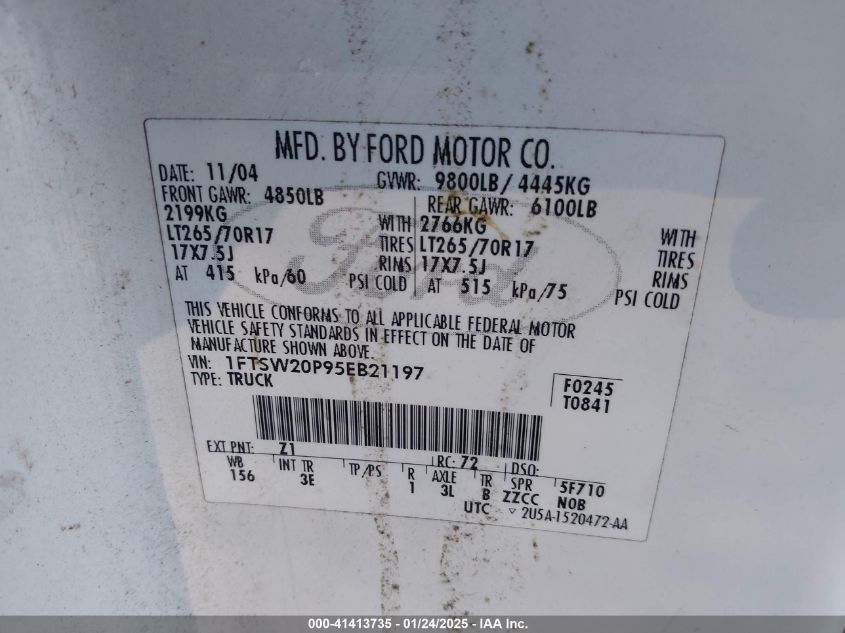 MFD. BY FORD MOTOR CO.
DATE: 11/04 GVWR: 9800LB/ 4445KG
FRONT GAWR: 4850LB REAR GAWR: 6100LB
2199KG WITH 2766KG WITH
LT265/70R17 TIRES LT265/70R17 TIRES
17X7.5J RIMS 17X7.5J RIMS
AT 415 kPa/60 PSI COLD AT 515 kPa/75 PSI COLD
Ford
THIS VEHICLE CONFORMS TO ALL APPLICABLE FEDERAL MOTOR
VEHICLE SAFETY STANDARDS IN EFFECT ON THE DATE OF
MANUFACTURE SHOWN ABOVE.
VIN: 1FTSW20P95EB21197
TYPE: TRUCK
F0245
T0841
EXT PNT: Z1 RC: 72 DSO:
WB INT TR TP/PS R AXLE TR SPR 5F710
156 3E 1 3L B ZZCC N0B
UTC ▽ 2U5A-1520472-AA
000-41413735 - 01/24/2025 - IAA Inc.